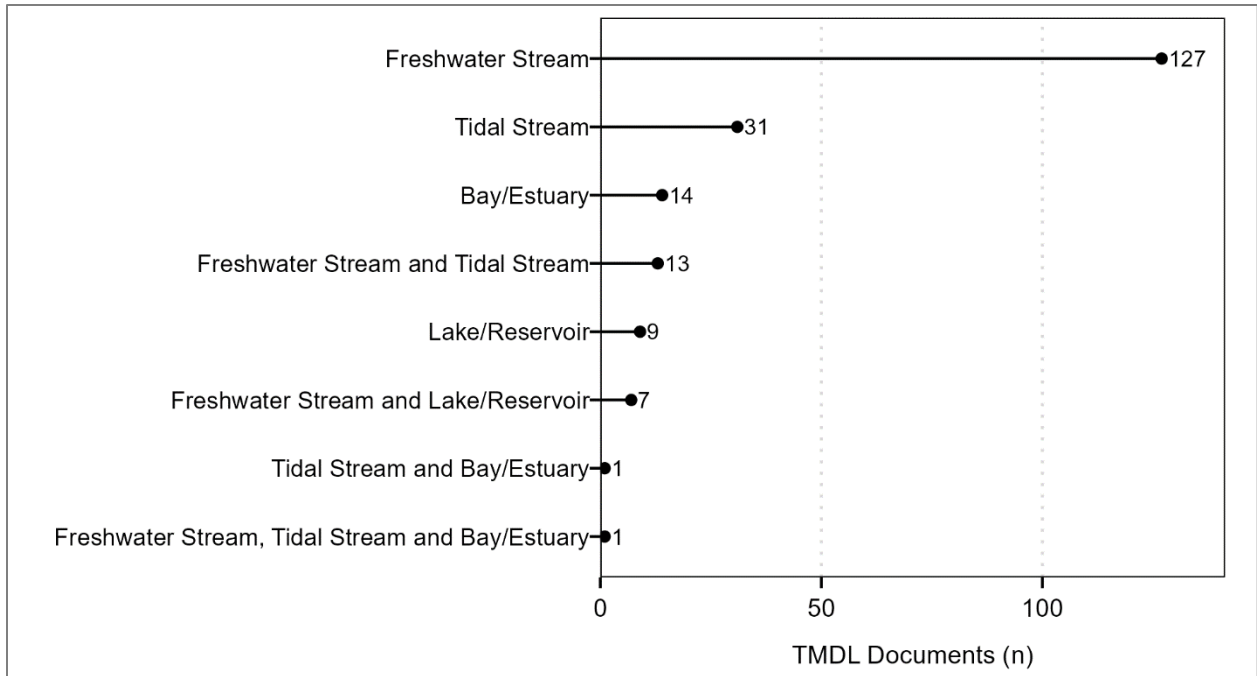 Freshwater Stream 127
Tidal Stream 31
Bay/Estuary 14
Freshwater Stream and Tidal Stream 13
Lake/Reservoir 9
Freshwater Stream and Lake/Reservoir 7
Tidal Stream and Bay/Estuary 1
Freshwater Stream, Tidal Stream and Bay/Estuary 1
0 50 100
TMDL Documents (n)